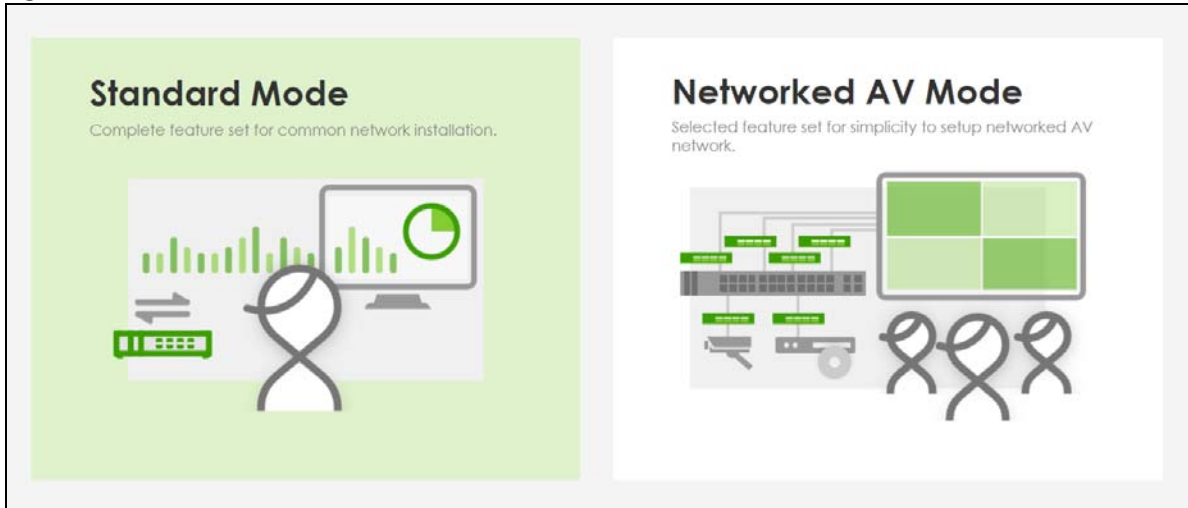 Standard Mode
Complete feature set for common network installation.
Networked AV Mode
Selected feature set for simplicity to setup networked AV
network.